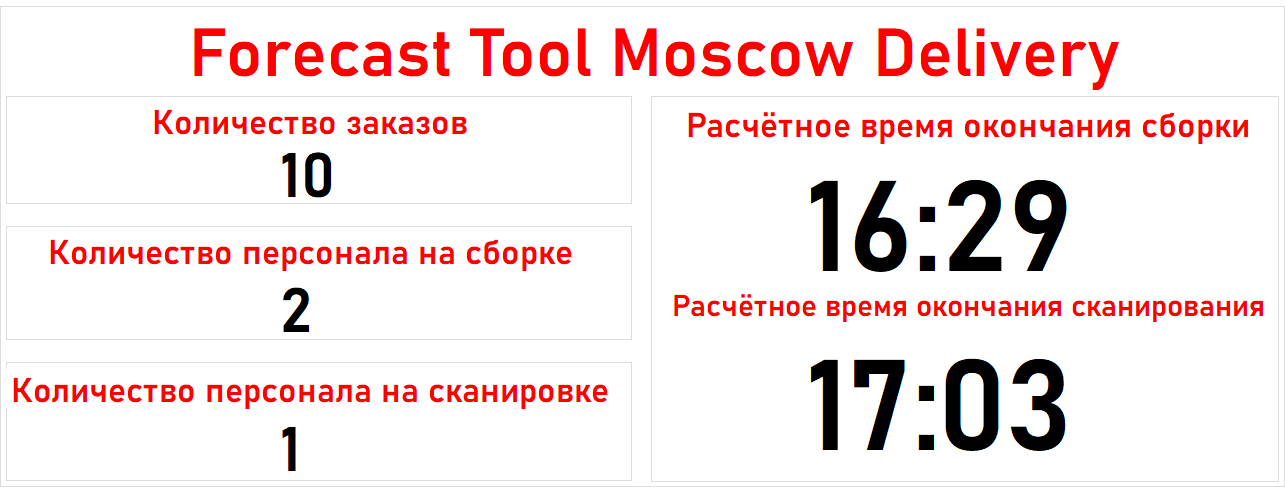 Forecast Tool Moscow Delivery
Количество заказов
10
Количество персонала на сборке
2
Количество персонала на сканировке
1
Расчётное время окончания сборки
16:29
Расчётное время окончания сканирования
17:03